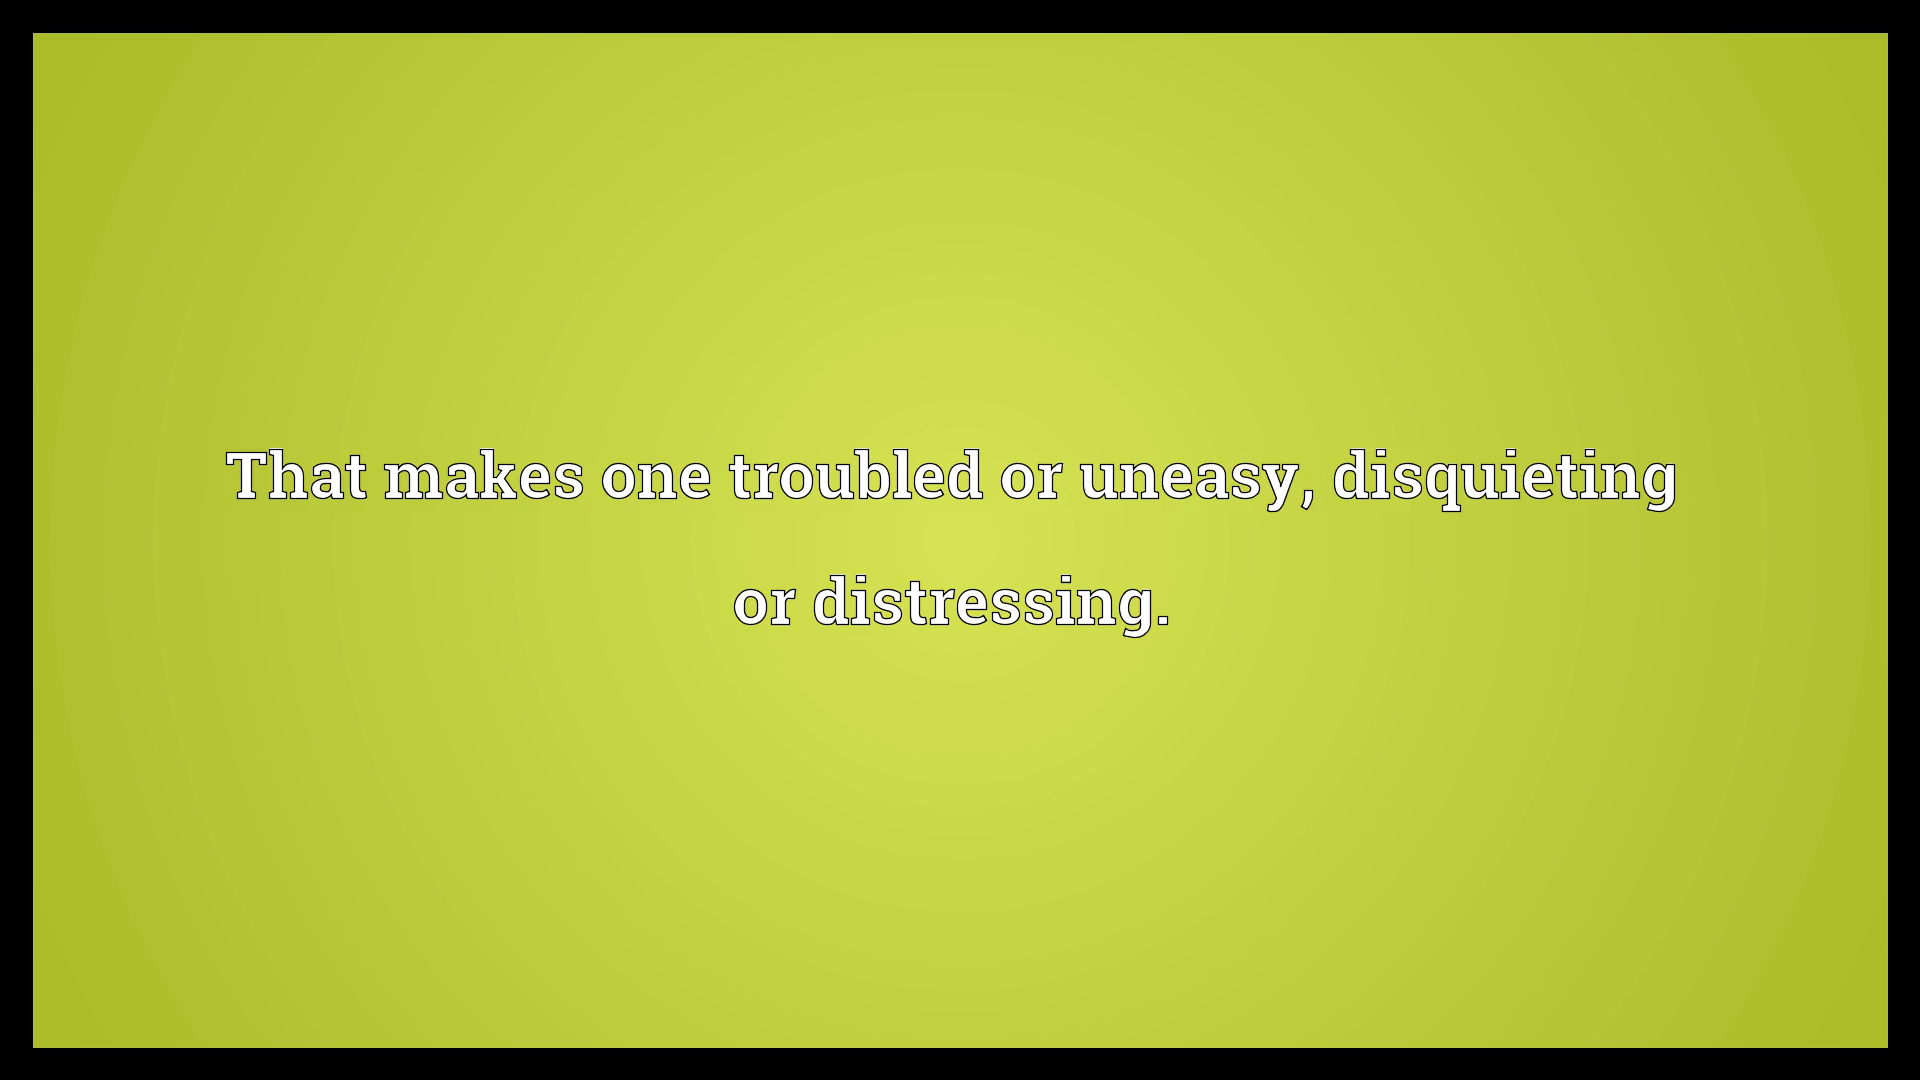 That makes one troubled or uneasy, disquieting
or distressing.